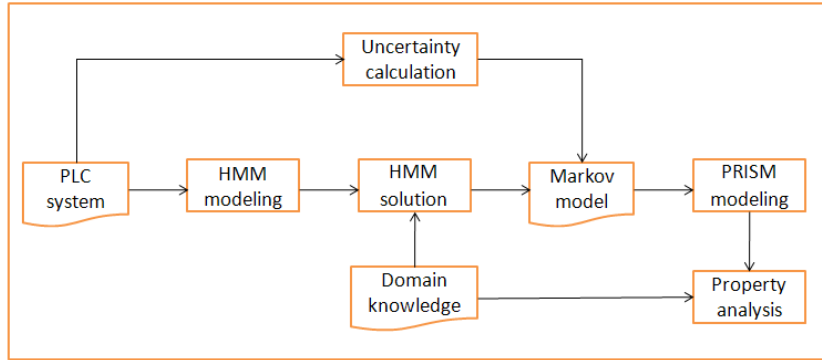 Uncertainty
calculation
PLC
system
HMM
modeling
HMM
solution
Markov
model
PRISM
modeling
Domain
knowledge
Property
analysis